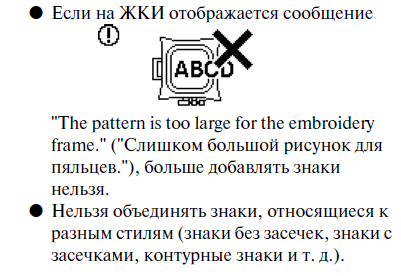 ● Если на ЖКИ отображается сообщение
ABCD
"The pattern is too large for the embroidery
frame." ("Слишком большой рисунок для
пяльцев."), больше добавлять знаки
нельзя.
● Нельзя объединять знаки, относящиеся к
разным стилям (знаки без засечек, знаки с
засечками, контурные знаки и т. д.).